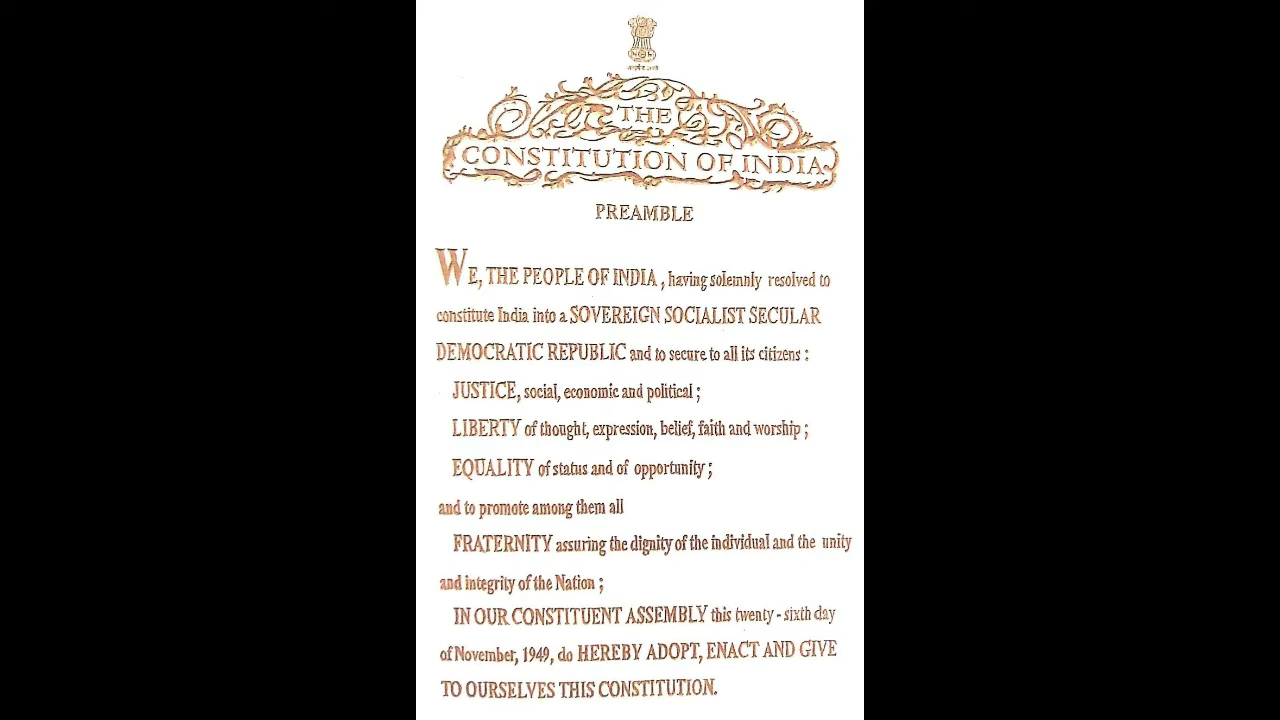 THE
CONSTITUTION OF INDIA
PREAMBLE
WE, THE PEOPLE OF INDIA , having solemnly resolved to
constitute India into a SOVEREIGN SOCIALIST SECULAR
DEMOCRATIC REPUBLIC and to secure to all its citizens :
JUSTICE, social, economic and political ;
LIBERTY of thought, expression, belief, faith and worship ;
EQUALITY of status and of opportunity ;
and to promote among them all
FRATERNITY assuring the dignity of the individual and the unity
and integrity of the Nation ;
IN OUR CONSTITUENT ASSEMBLY this twenty - sixth day
of November, 1949, do HEREBY ADOPT, ENACT AND GIVE
TO OURSELVES THIS CONSTITUTION.